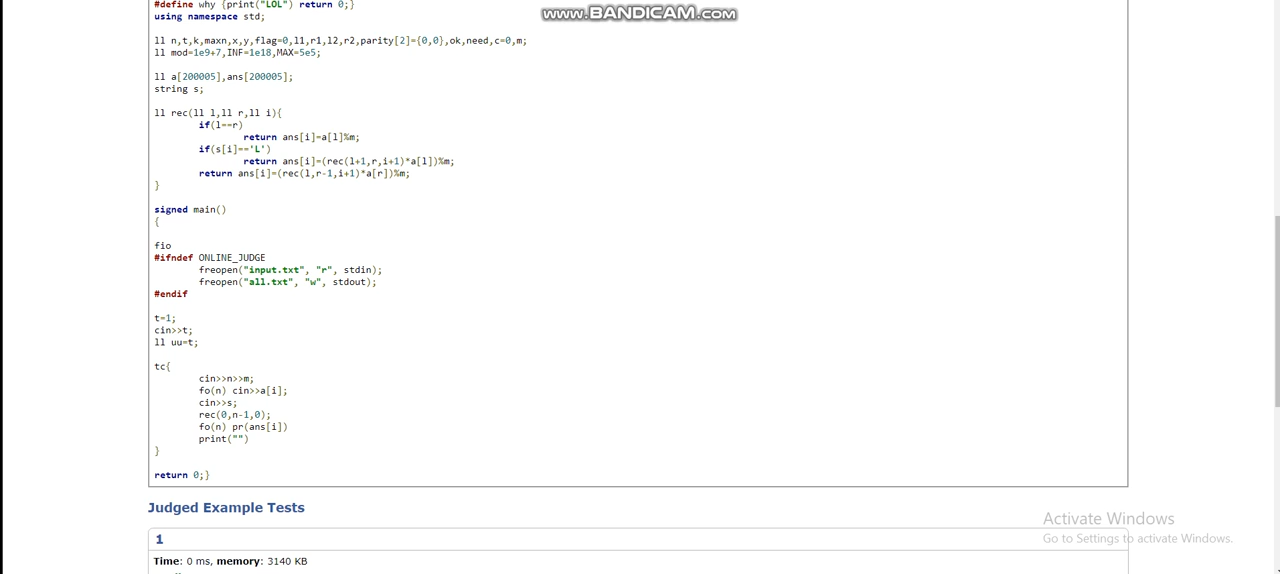 #define why {print("LOL") return 0;}
www.BANDICAM.com
using namespace std;
ll n,t,k,maxn,x,y,flag=0,l1,r1,l2,r2,parity[2]={0,0},ok,need,c=0,m;
ll mod=1e9+7,INF=1e18,MAX=5e5;
ll a[200005],ans[200005];
string s;
ll rec(ll l,ll r,ll i){
if(l==r)
return ans[i]=a[l]%m;
if(s[i]=='L')
return ans[i]=(rec(l+1,r,i+1)*a[l])%m;
return ans[i]=(rec(l,r-1,i+1)*a[r])%m;
}
signed main()
{
fio
#ifndef ONLINE_JUDGE
freopen("input.txt", "r", stdin);
freopen("all.txt", "w", stdout);
#endif
t=1;
cin>>t;
ll uu=t;
tc{
cin>>n>>m;
fo(n) cin>>a[i];
cin>>s;
rec(0,n-1,0);
fo(n) pr(ans[i])
print("")
}
return 0;}
Judged Example Tests
1
Time: 0 ms, memory: 3140 KB
Activate Windows
Go to Settings to activate Windows.